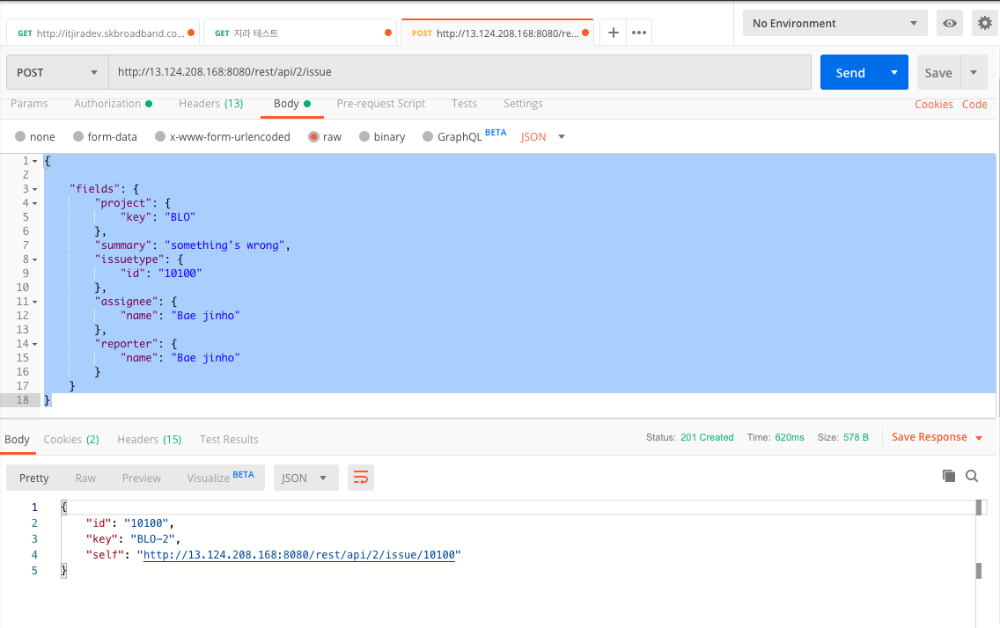 GET http://itjiradev.skbroadband.co...
GET 지라 테스트
POST http://13.124.208.168:8080/re...
No Environment
POST http://13.124.208.168:8080/rest/api/2/issue
Send
Save
Params Authorization Headers (13) Body Pre-request Script Tests Settings Cookies Code
none form-data x-www-form-urlencoded raw binary GraphQL BETA JSON
1 {
2
3 "fields": {
4 "project": {
5 "key": "BLO"
6 },
7 "summary": "something's wrong",
8 "issuetype": {
9 "id": "10100"
10 },
11 "assignee": {
12 "name": "Bae jinho"
13 },
14 "reporter": {
15 "name": "Bae jinho"
16 }
17 }
18 }
Body Cookies (2) Headers (15) Test Results Status: 201 Created Time: 620ms Size: 578 B Save Response
Pretty Raw Preview Visualize BETA JSON
1 {
2 "id": "10100",
3 "key": "BLO-2",
4 "self": "http://13.124.208.168:8080/rest/api/2/issue/10100"
5 }